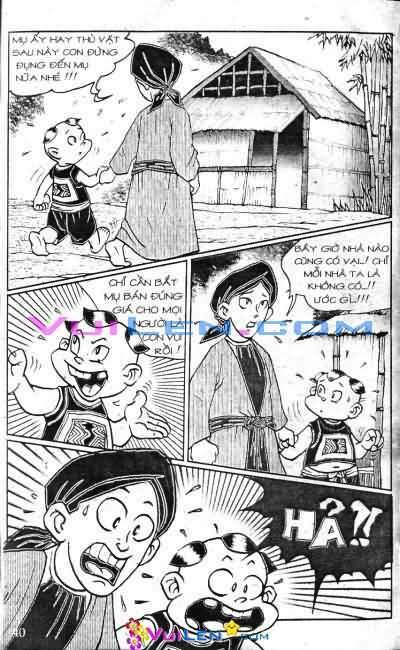 MỤ ẤY HAY THÙ VẶT
SAU NÀY CON ĐỪNG
ĐỤNG ĐẾN MỤ
NỮA NHÉ !!!
CHỈ CẦN BẮT
MỤ BÁN ĐÚNG
GIÁ CHO MỌI
NGƯỜI
CON VUI
RỒI !
BÂY GIỜ NHÀ NÀO
CŨNG CÓ VẠI! CHỈ
MỖI NHÀ TA LÀ
KHÔNG CÓ..!!
ƯỚC GÌ...!!
VUILEN.COM
HẢ?!!
40
VUILEN
.COM